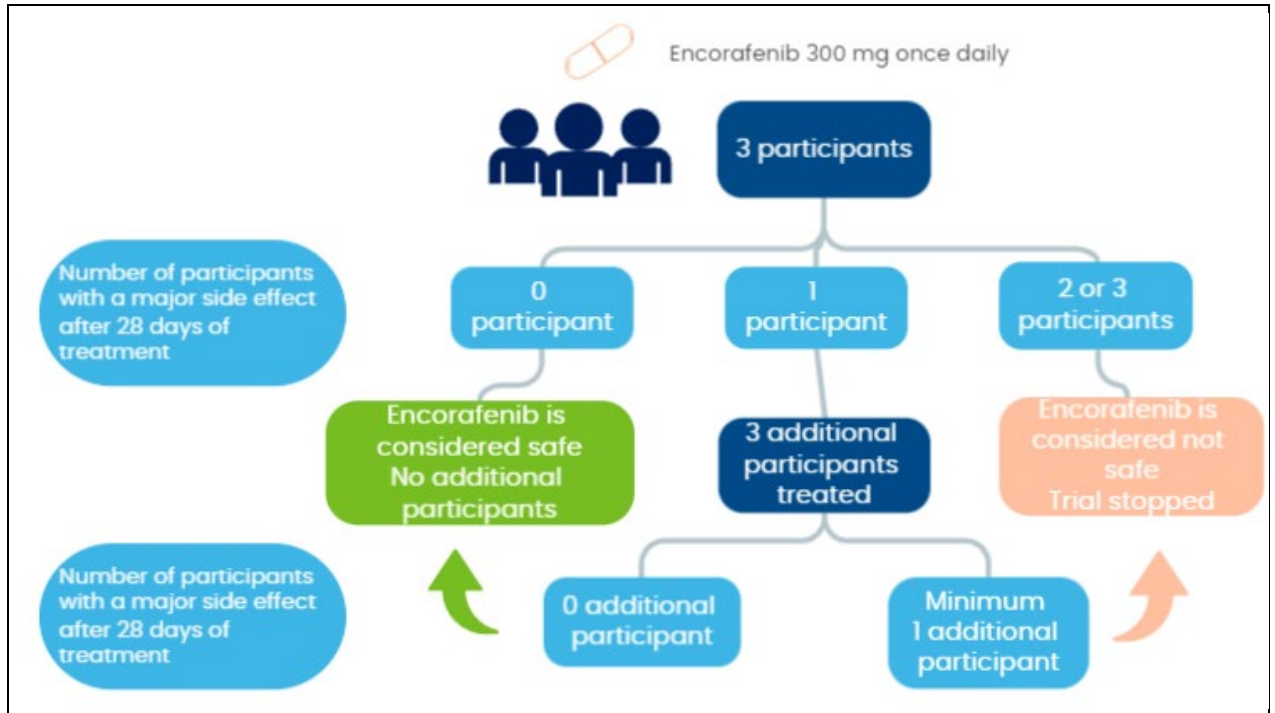 Encorafenib 300 mg once daily
3 participants
Number of participants
with a major side effect
after 28 days of
treatment
0
participant
1
participant
2 or 3
participants
Encorafenib is
considered safe
No additional
participants
3 additional
participants
treated
Encorafenib is
considered not
safe
Trial stopped
Number of participants
with a major side effect
after 28 days of
treatment
0 additional
participant
Minimum
1 additional
participant